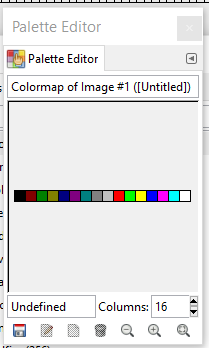 Palette Editor
Palette Editor
Colormap of Image #1 ([Untitled])
Undefined Columns: 16